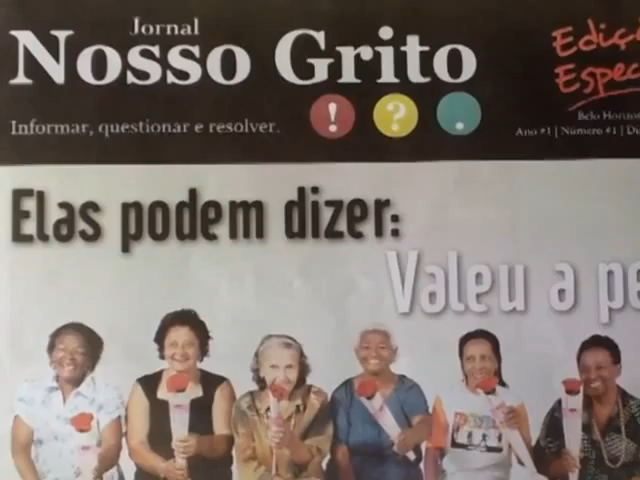 Jornal
Nosso Grito
Informar, questionar e resolver.
! ? .
Edição
Especial
Belo Horizonte
Ano #1 | Número #1 |
Elas podem dizer:
Valeu a